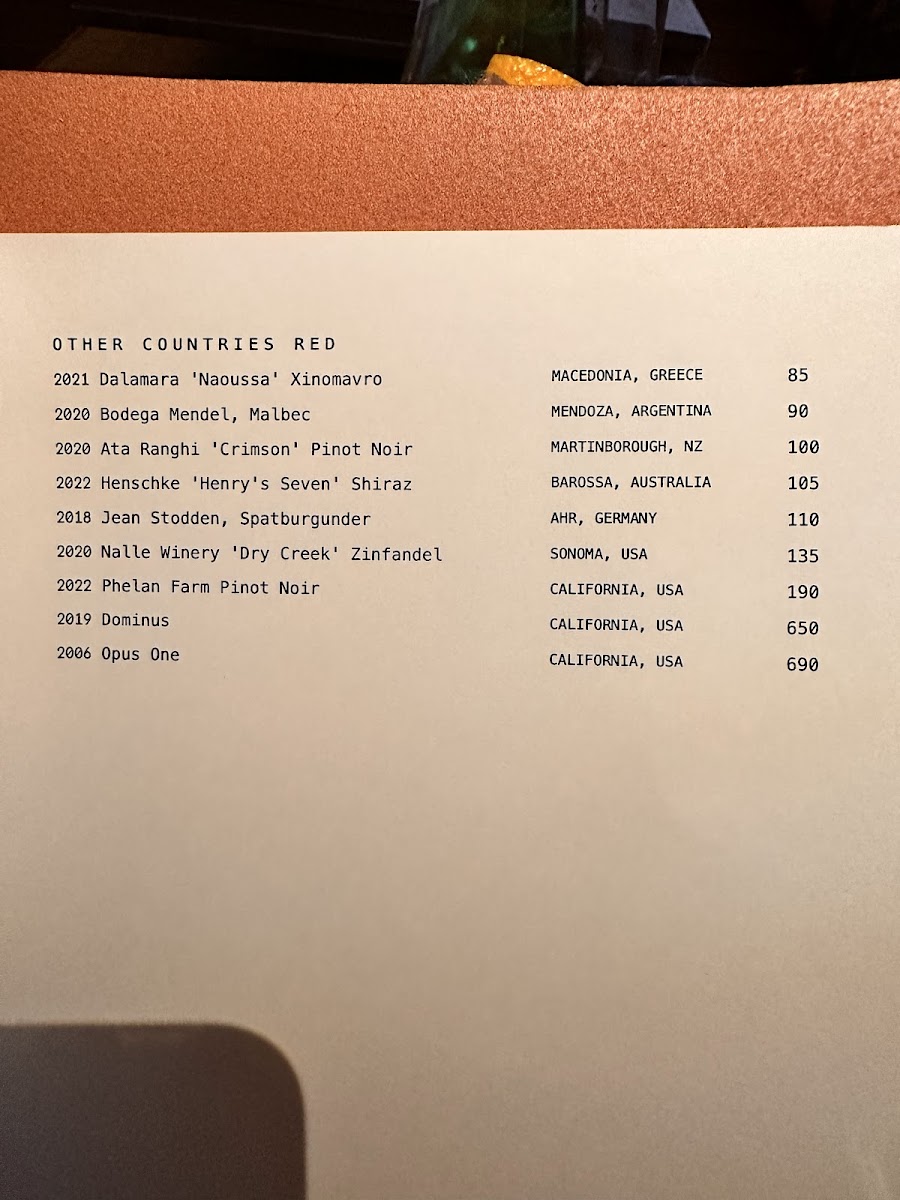 OTHER COUNTRIES RED
2021 Dalamara 'Naoussa' Xinomavro MACEDONIA, GREECE 85
2020 Bodega Mendel, Malbec MENDOZA, ARGENTINA 90
2020 Ata Ranghi 'Crimson' Pinot Noir MARTINBOROUGH, NZ 100
2022 Henschke 'Henry's Seven' Shiraz BAROSSA, AUSTRALIA 105
2018 Jean Stodden, Spatburgunder AHR, GERMANY 110
2020 Nalle Winery 'Dry Creek' Zinfandel SONOMA, USA 135
2022 Phelan Farm Pinot Noir CALIFORNIA, USA 190
2019 Dominus CALIFORNIA, USA 650
2006 Opus One CALIFORNIA, USA 690